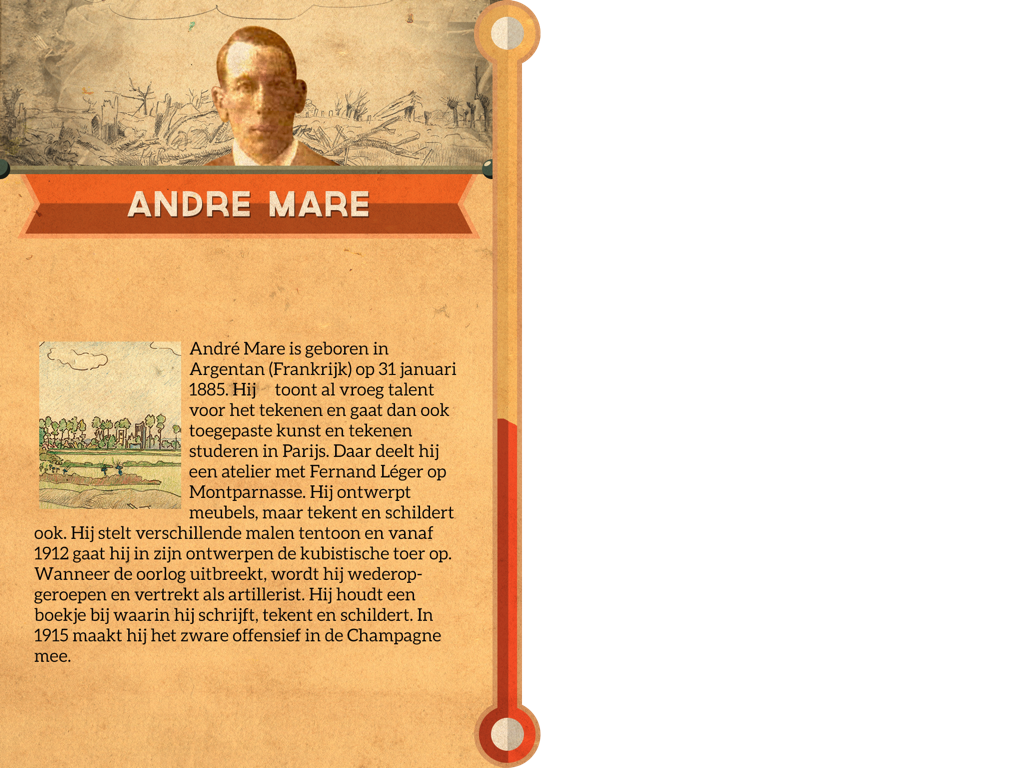 ANDRE MARE
André Mare is geboren in
Argentan (Frankrijk) op 31 januari
1885. Hij toont al vroeg talent
voor het tekenen en gaat dan ook
toegepaste kunst en tekenen
studeren in Parijs. Daar deelt hij
een atelier met Fernand Léger op
Montparnasse. Hij ontwerpt
meubels, maar tekent en schildert
ook. Hij stelt verschillende malen tentoon en vanaf
1912 gaat hij in zijn ontwerpen de kubistische toer op.
Wanneer de oorlog uitbreekt, wordt hij wederop-
geroepen en vertrekt als artillerist. Hij houdt een
boekje bij waarin hij schrijft, tekent en schildert. In
1915 maakt hij het zware offensief in de Champagne
mee.